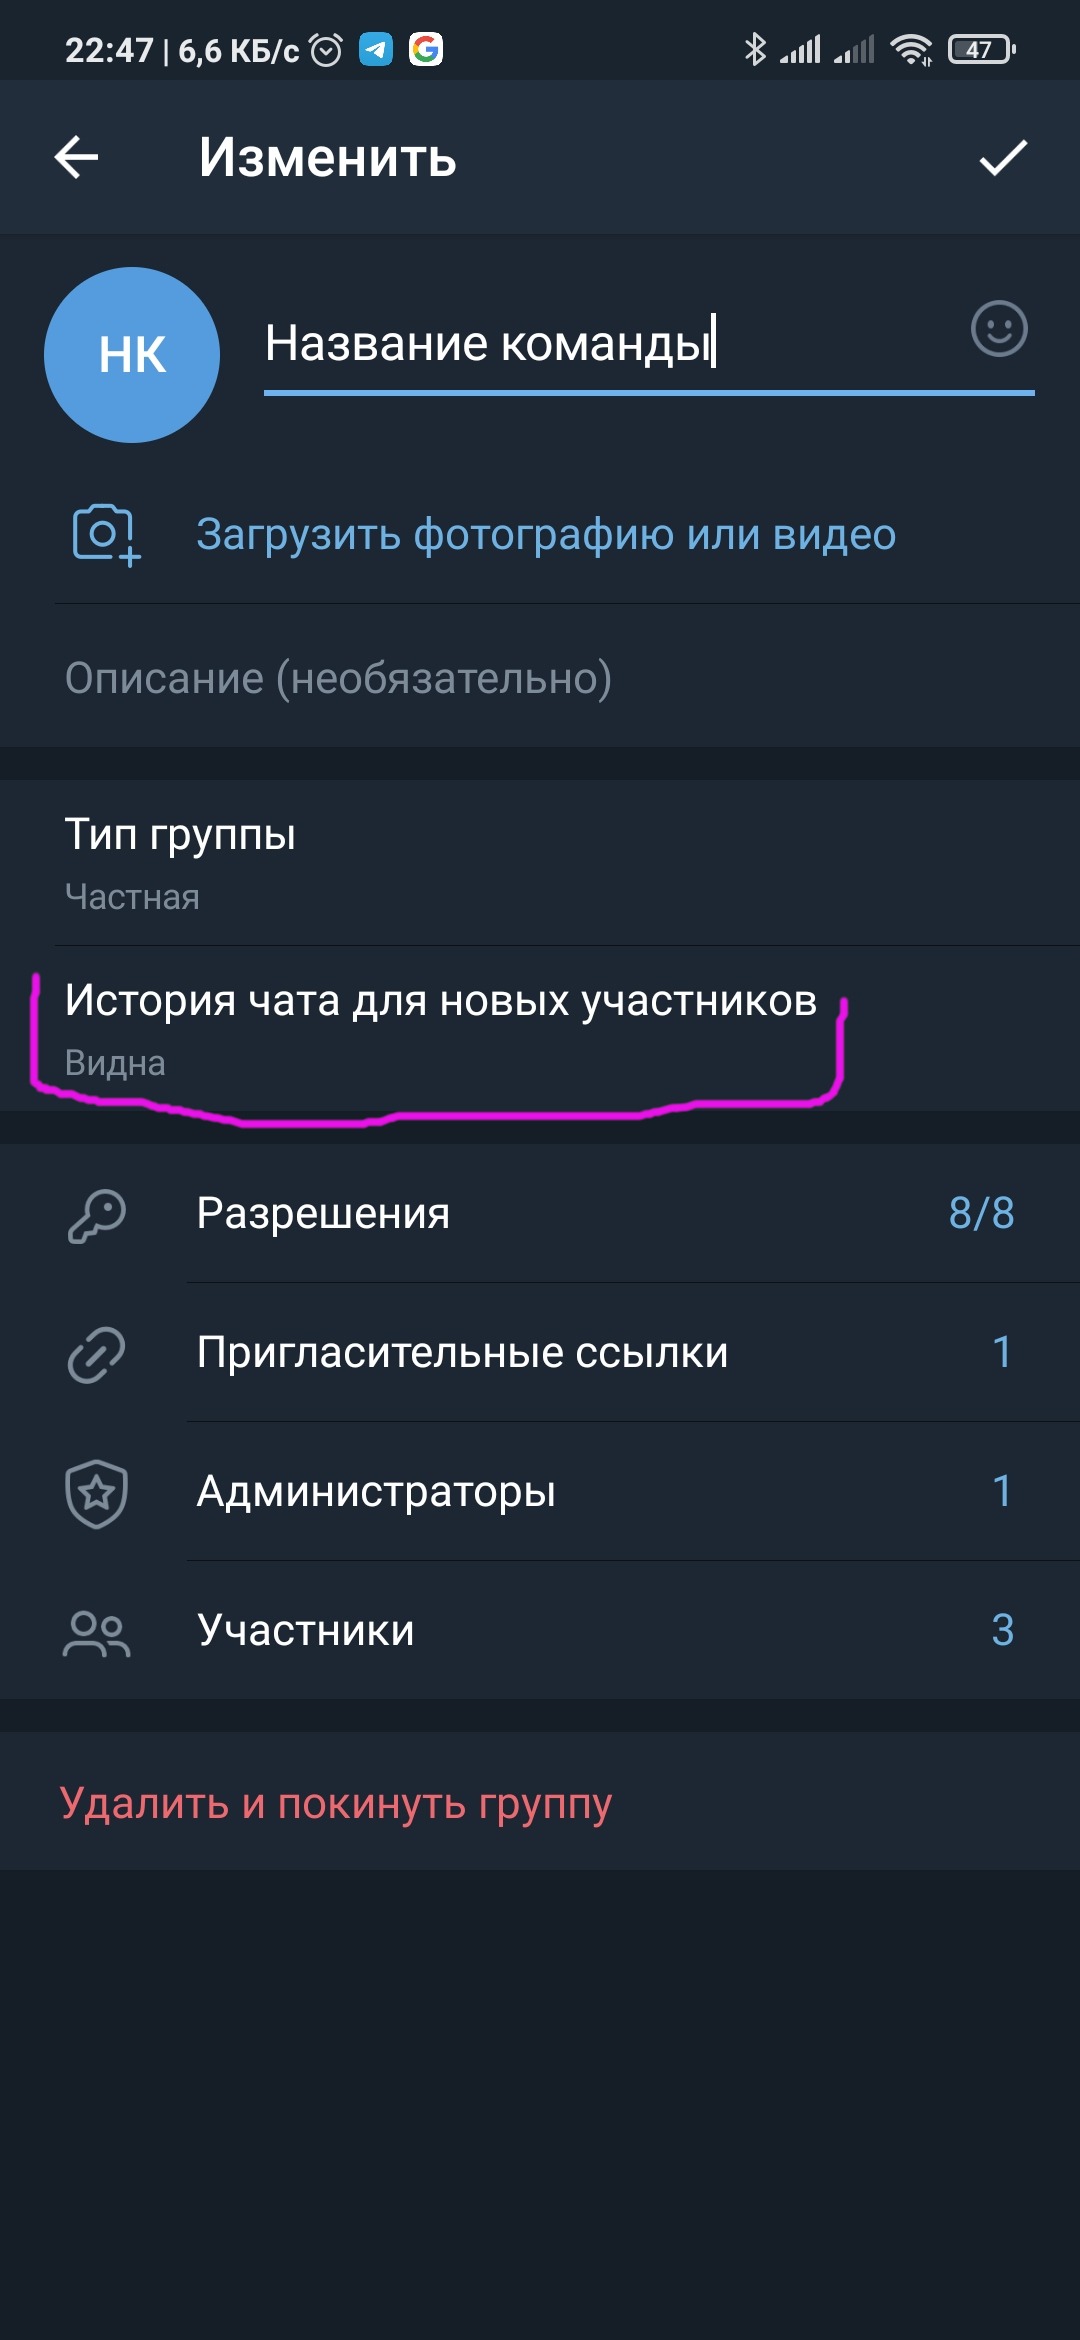 22:47 | 6,6 КБ/с 47
Изменить
НК
Название команды
Загрузить фотографию или видео
Описание (необязательно)
Тип группы
Частная
История чата для новых участников
Видна
Разрешения 8/8
Пригласительные ссылки 1
Администраторы 1
Участники 3
Удалить и покинуть группу